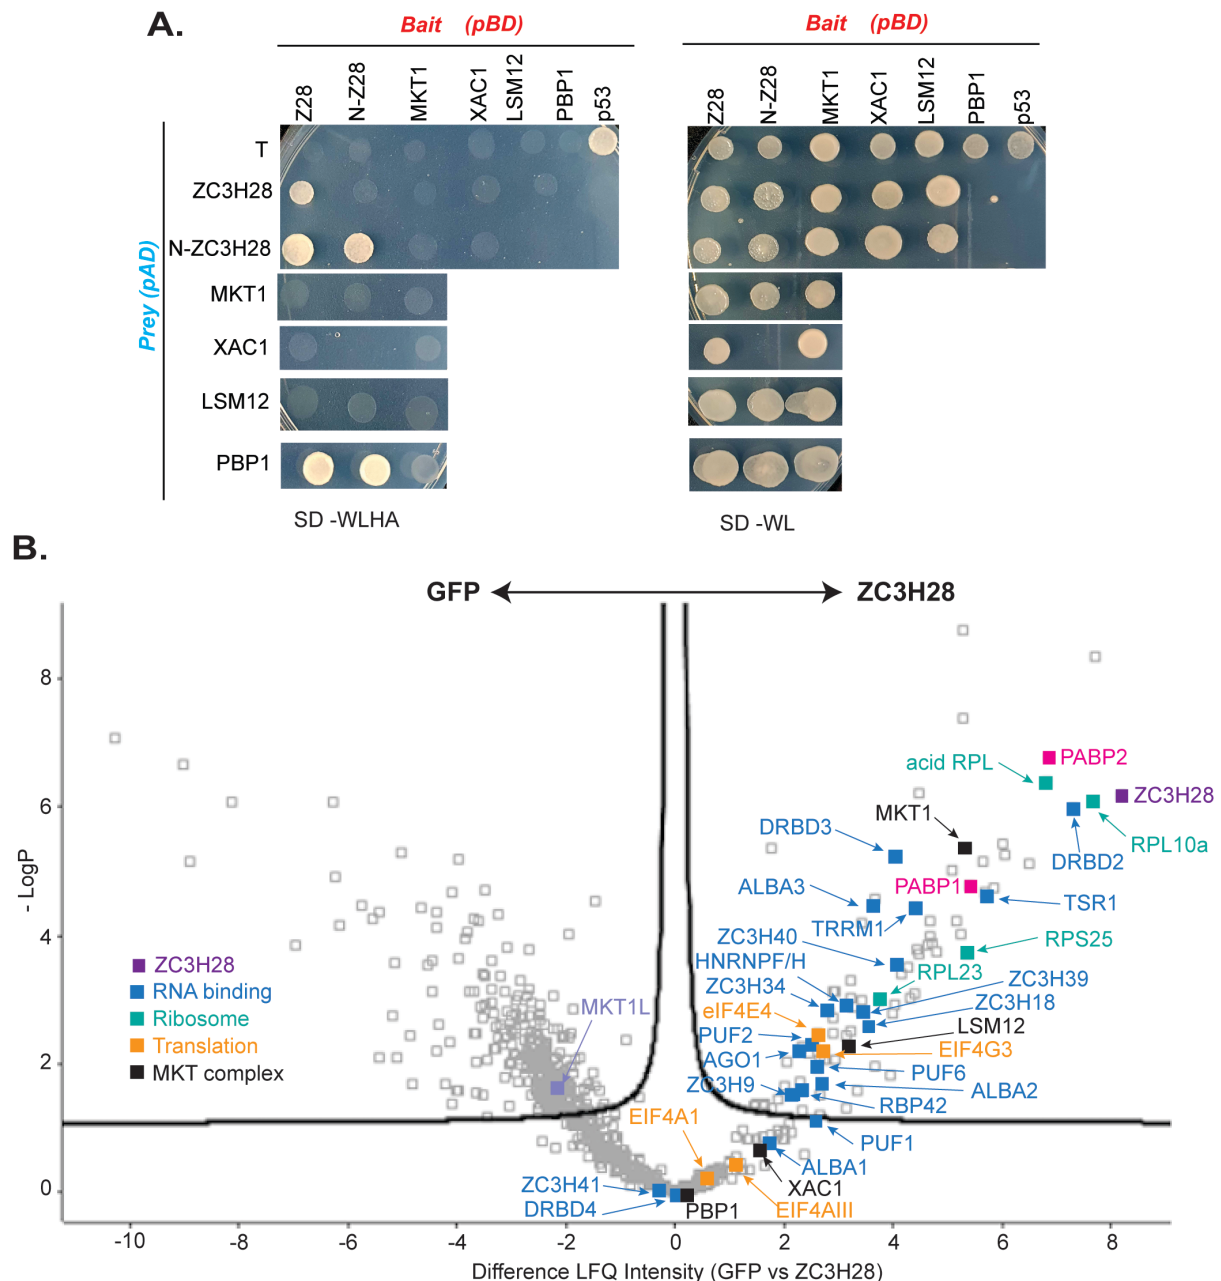 A.
Bait (pBD)
Bait (pBD)
Z28
N-Z28
MKT1
XAC1
LSM12
PBP1
p53
Z28
N-Z28
MKT1
XAC1
LSM12
PBP1
p53
Prey (pAD)
T
ZC3H28
N-ZC3H28
MKT1
XAC1
LSM12
PBP1
SD -WLHA
SD -WL
B.
GFP
ZC3H28
- LogP
8
6
4
2
0
PABP2
acid RPL
ZC3H28
MKT1
RPL10a
DRBD3
DRBD2
PABP1
ALBA3
TSR1
TRRM1
ZC3H40
RPS25
HNRNPF/H
RPL23
ZC3H39
ZC3H34
ZC3H18
eIF4E4
LSM12
PUF2
EIF4G3
AGO1
PUF6
ZC3H9
ALBA2
RBP42
PUF1
MKT1L
EIF4A1
ALBA1
XAC1
ZC3H41
DRBD4
PBP1
EIF4AIII
ZC3H28
RNA binding
Ribosome
Translation
MKT complex
-10
-8
-6
-4
-2
0
2
4
6
8
Difference LFQ Intensity (GFP vs ZC3H28)